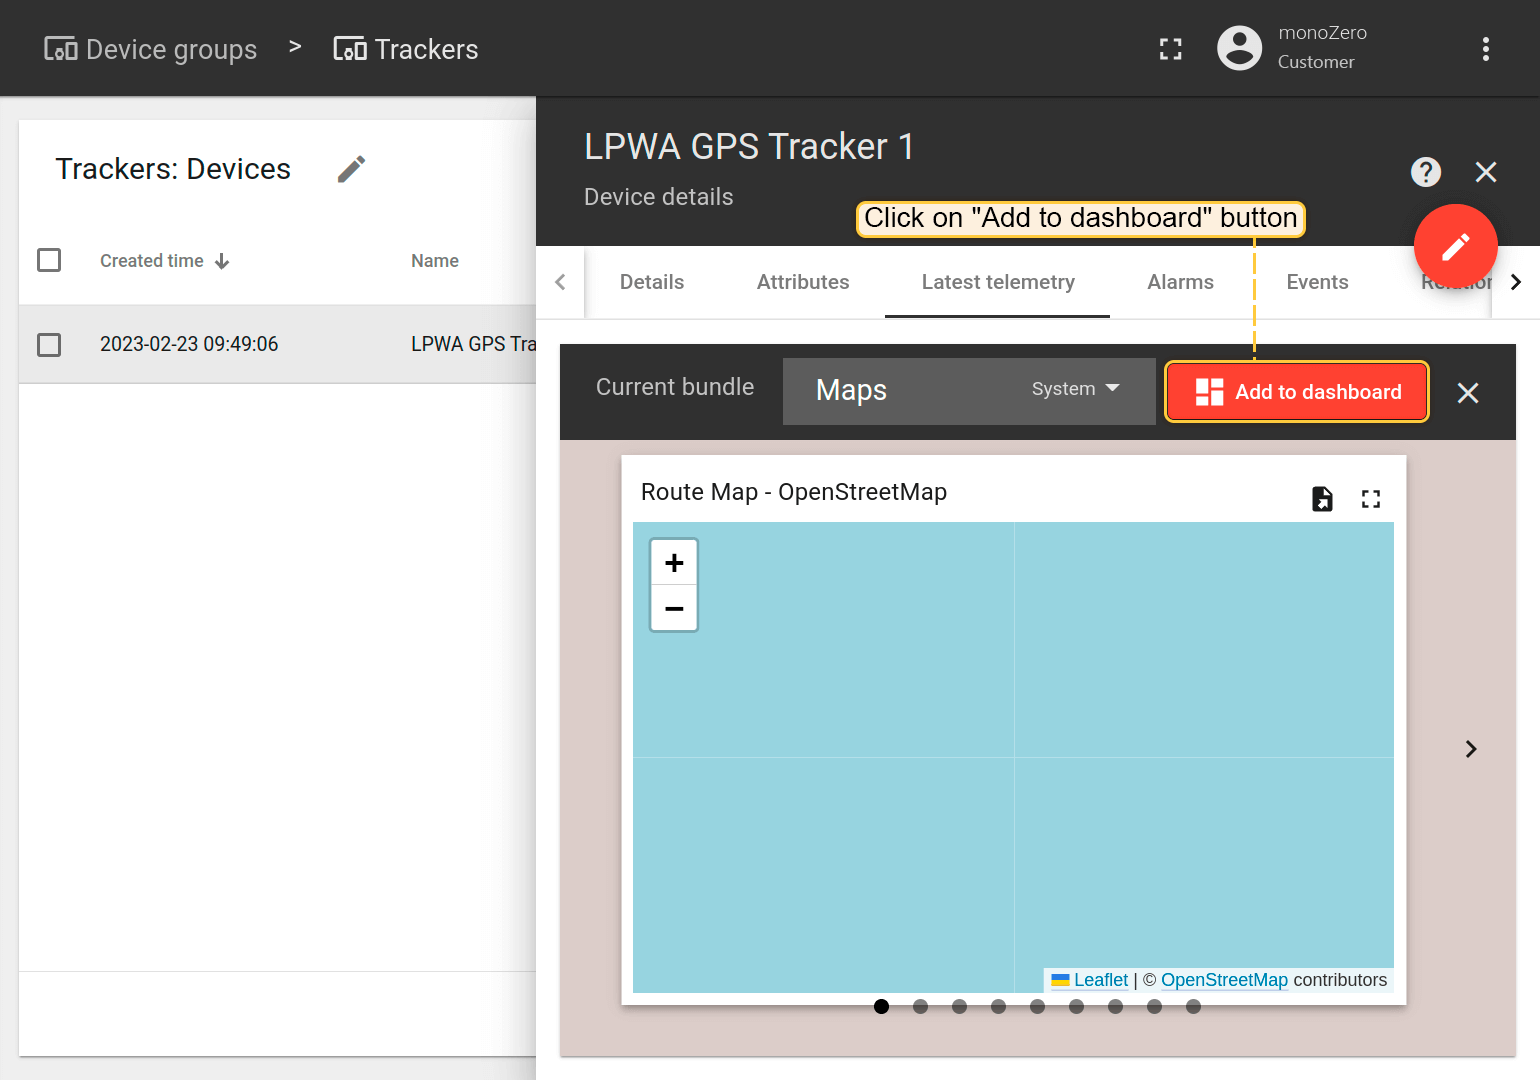 Device groups > Trackers
monoZero
Customer
Trackers: Devices
Created time Name
2023-02-23 09:49:06 LPWA GPS Tra
LPWA GPS Tracker 1
Device details
Click on "Add to dashboard" button
Details Attributes Latest telemetry Alarms Events Relation
Current bundle Maps System Add to dashboard
Route Map - OpenStreetMap
+
−
Leaflet | © OpenStreetMap contributors